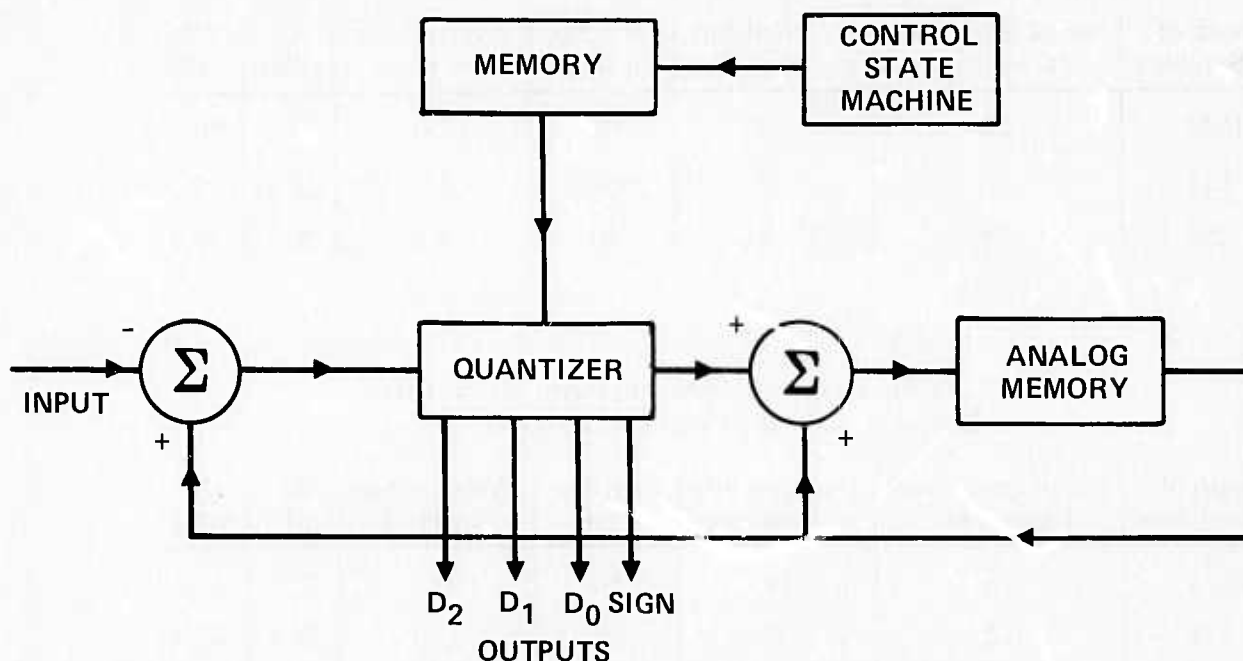 MEMORY
CONTROL
STATE
MACHINE
-
INPUT
Σ
+
QUANTIZER
+
Σ
+
ANALOG
MEMORY
D2 D1 D0 SIGN
OUTPUTS